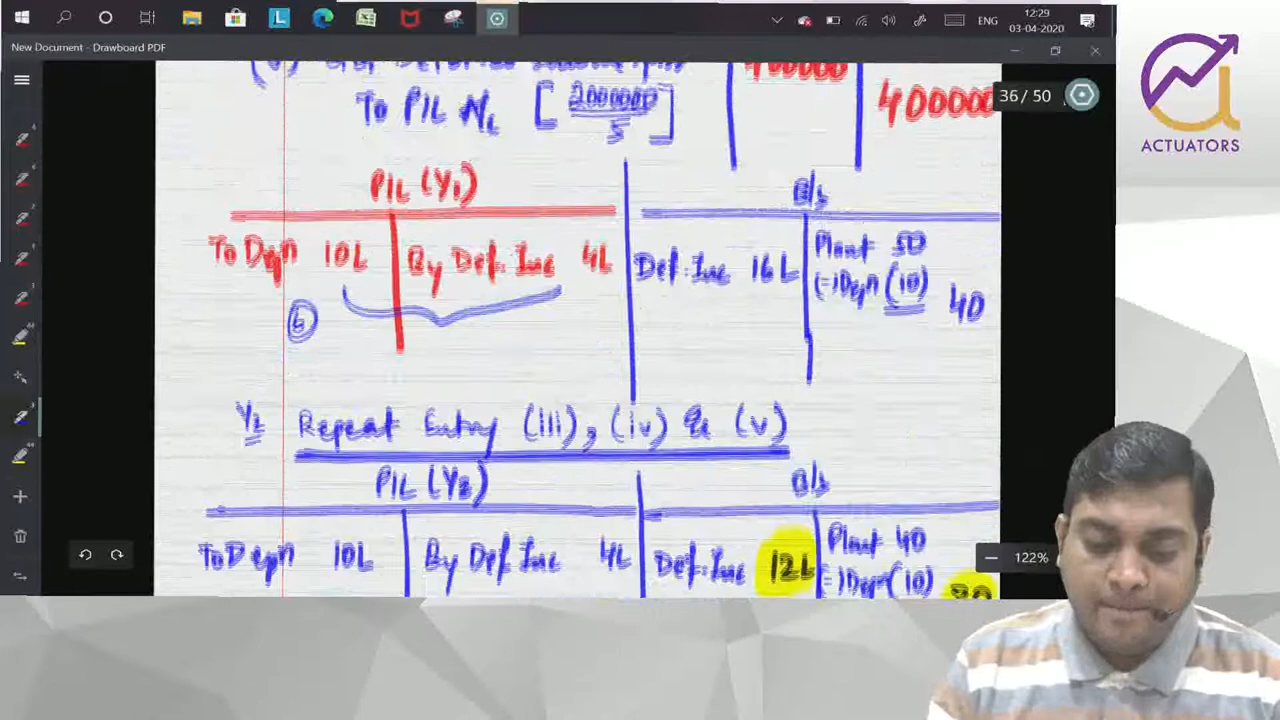 12:29
ENG
03-04-2020
New Document - Drawboard PDF
400000
36 / 50
To P/L A/c [2000000/5]
400000
ACTUATORS
P/L (Y1)
B/s
To Depn 10L
By Def. Inc 4L
Def. Inc 16L
Plant 50
(-) Depn (10) 40
6
Y2 Repeat Entry (iii), (iv) & (v)
P/L (Y2)
B/s
To Depn 10L
By Def. Inc 4L
Def. Inc 12L
Plant 40
(-) Depn (10) 30
122%